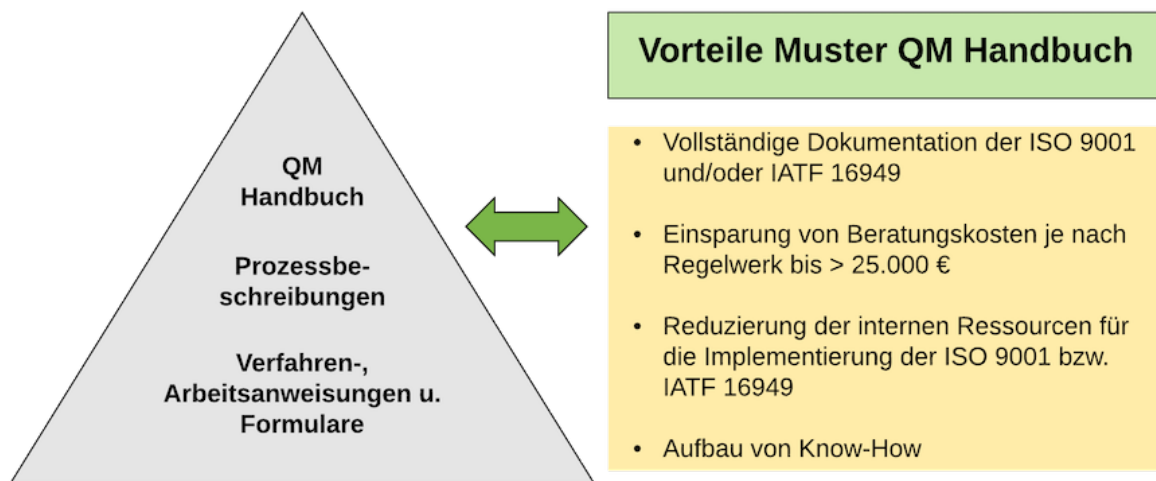 QM
Handbuch
Prozessbe-
schreibungen
Verfahren-,
Arbeitsanweisungen u.
Formulare
Vorteile Muster QM Handbuch
• Vollständige Dokumentation der ISO 9001
und/oder IATF 16949
• Einsparung von Beratungskosten je nach
Regelwerk bis > 25.000 €
• Reduzierung der internen Ressourcen für
die Implementierung der ISO 9001 bzw.
IATF 16949
• Aufbau von Know-How